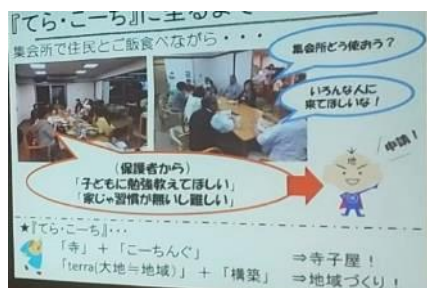 『てら・こーち』に至るまで
集会所で住民とご飯食べながら・・・
集会所どう使おう？
いろんな人に
来てほしいな！
地
申請！
(保護者から)
「子どもに勉強教えてほしい」
「家じゃ習慣が無いし難しい」
★『てら・こーち』・・・
「寺」＋「こーちんぐ」 ⇒寺子屋！
「terra(大地≒地域)」＋「構築」 ⇒地域づくり！